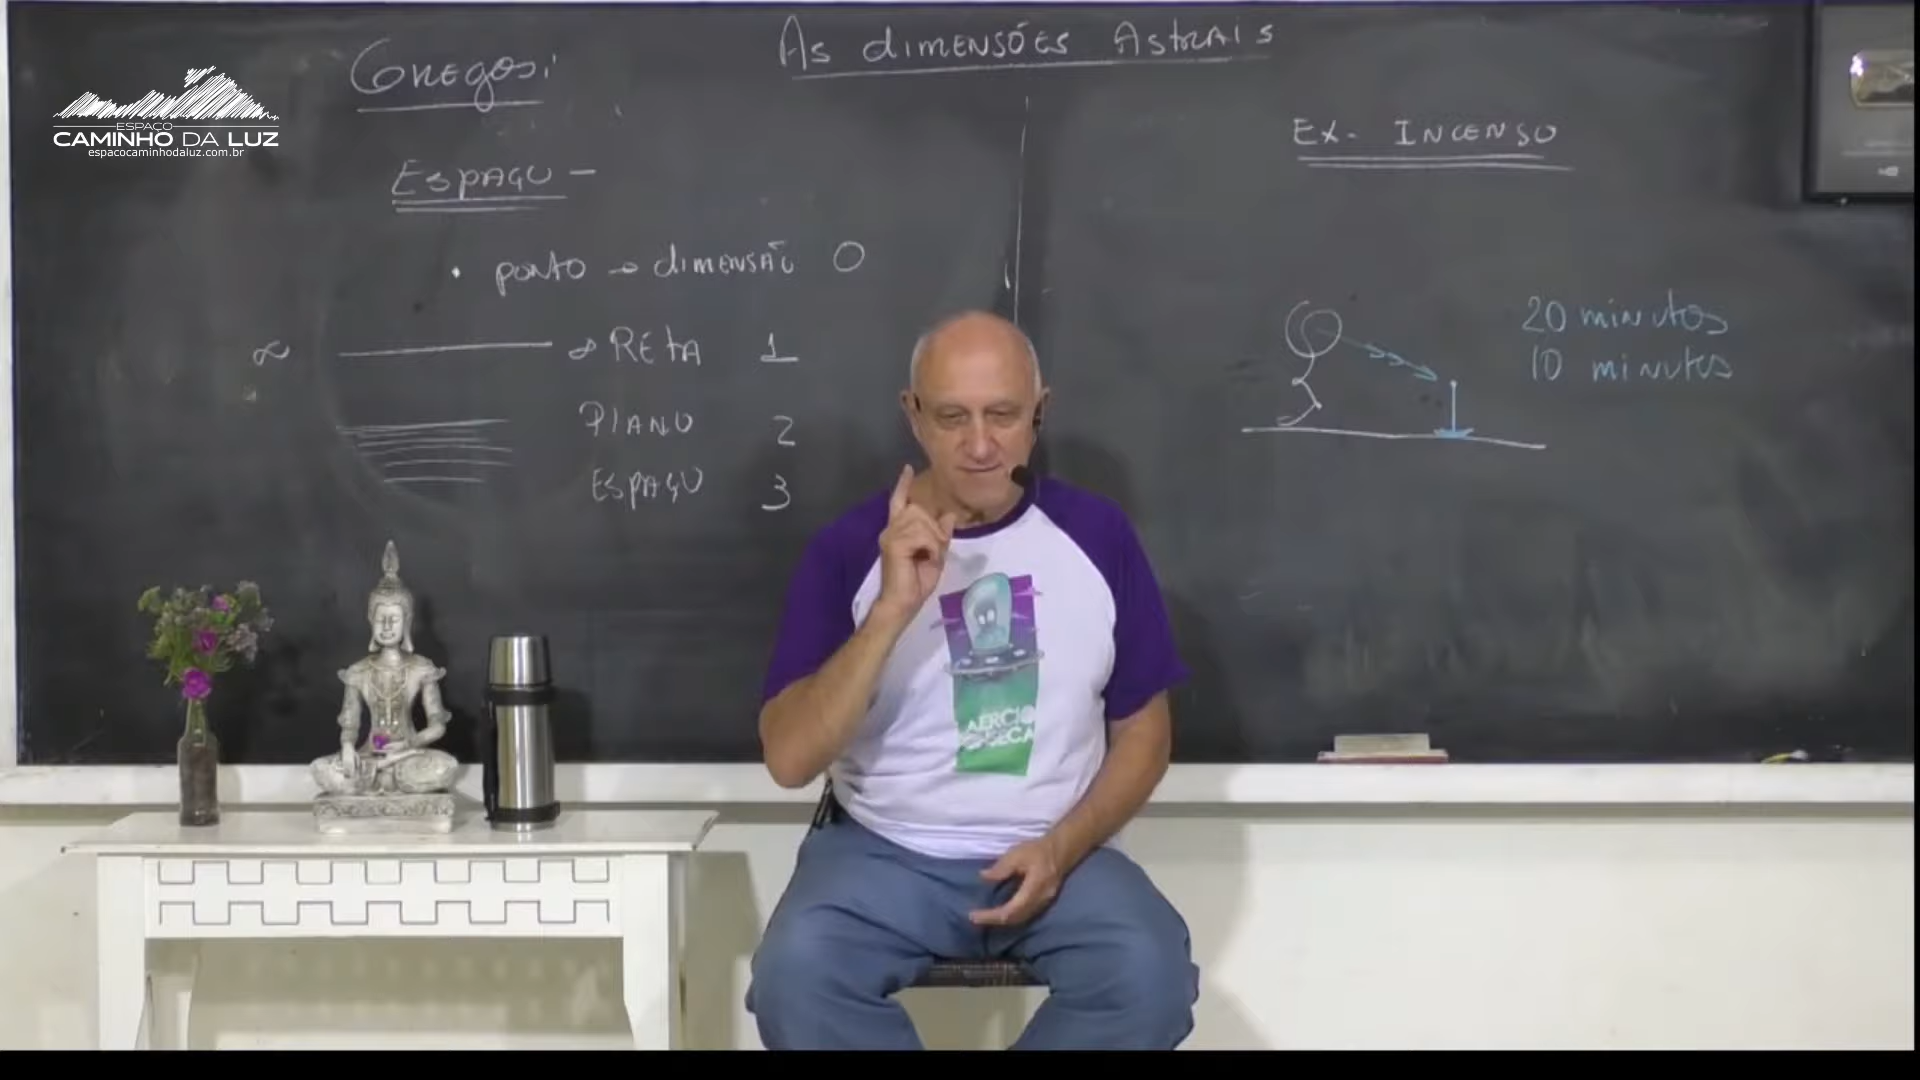 As dimensões Astrais
Gregos:
ESPAÇO
CAMINHO DA LUZ
espacocaminhodaluz.com.br
Ex. INCENSO
ESPAÇO -
• ponto → dimensão 0
∞ → RETA 1
PLANO 2
ESPAÇO 3
20 minutos
10 minutos